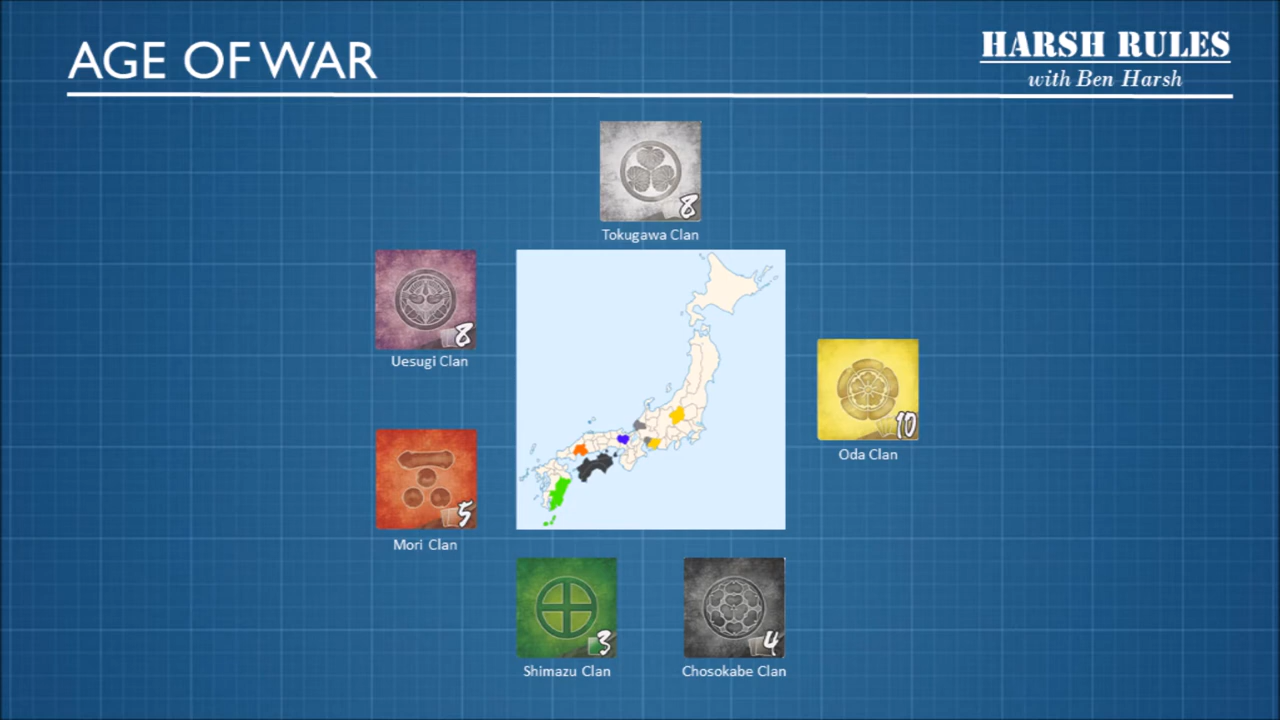 AGE OF WAR
HARSH RULES
with Ben Harsh
8
Tokugawa Clan
8
Uesugi Clan
10
Oda Clan
5
Mori Clan
3
Shimazu Clan
4
Chosokabe Clan